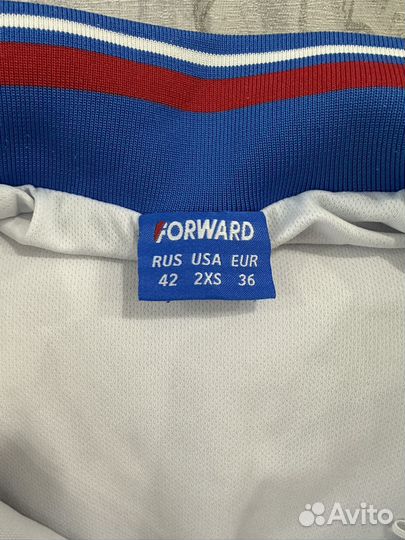 FORWARD
RUS USA EUR
42 2XS 36
Avito